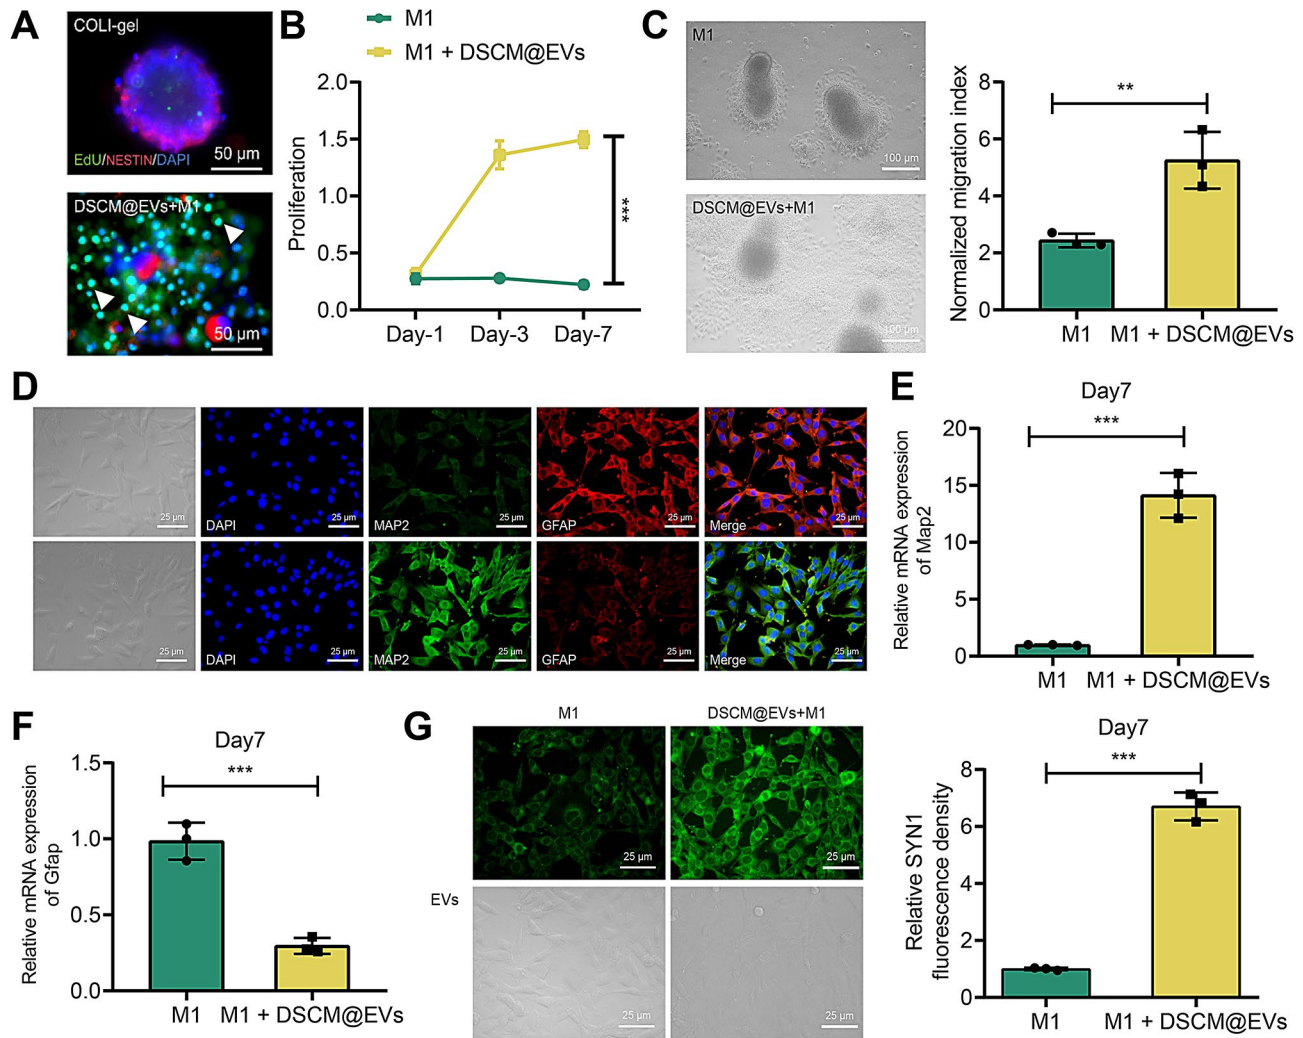 A
COLI-gel
EdU/NESTIN/DAPI
50 µm
DSCM@EVs+M1
50 µm
B
M1
M1 + DSCM@EVs
Proliferation
2.0
1.5
1.0
0.5
0.0
Day-1 Day-3 Day-7
***
C
M1
100 µm
DSCM@EVs+M1
100 µm
Normalized migration index
8
6
4
2
0
**
M1 M1 + DSCM@EVs
D
25 µm
DAPI 25 µm
MAP2 25 µm
GFAP 25 µm
Merge 25 µm
25 µm
DAPI 25 µm
MAP2 25 µm
GFAP 25 µm
Merge 25 µm
E
Day7
***
Relative mRNA expression
of Map2
20
15
10
5
0
M1 M1 + DSCM@EVs
F
Day7
***
Relative mRNA expression
of Gfap
1.5
1.0
0.5
0.0
M1 M1 + DSCM@EVs
G
M1 DSCM@EVs+M1
25 µm 25 µm
EVs
25 µm 25 µm
Day7
***
Relative SYN1
fluorescence density
8
6
4
2
0
M1 M1 + DSCM@EVs